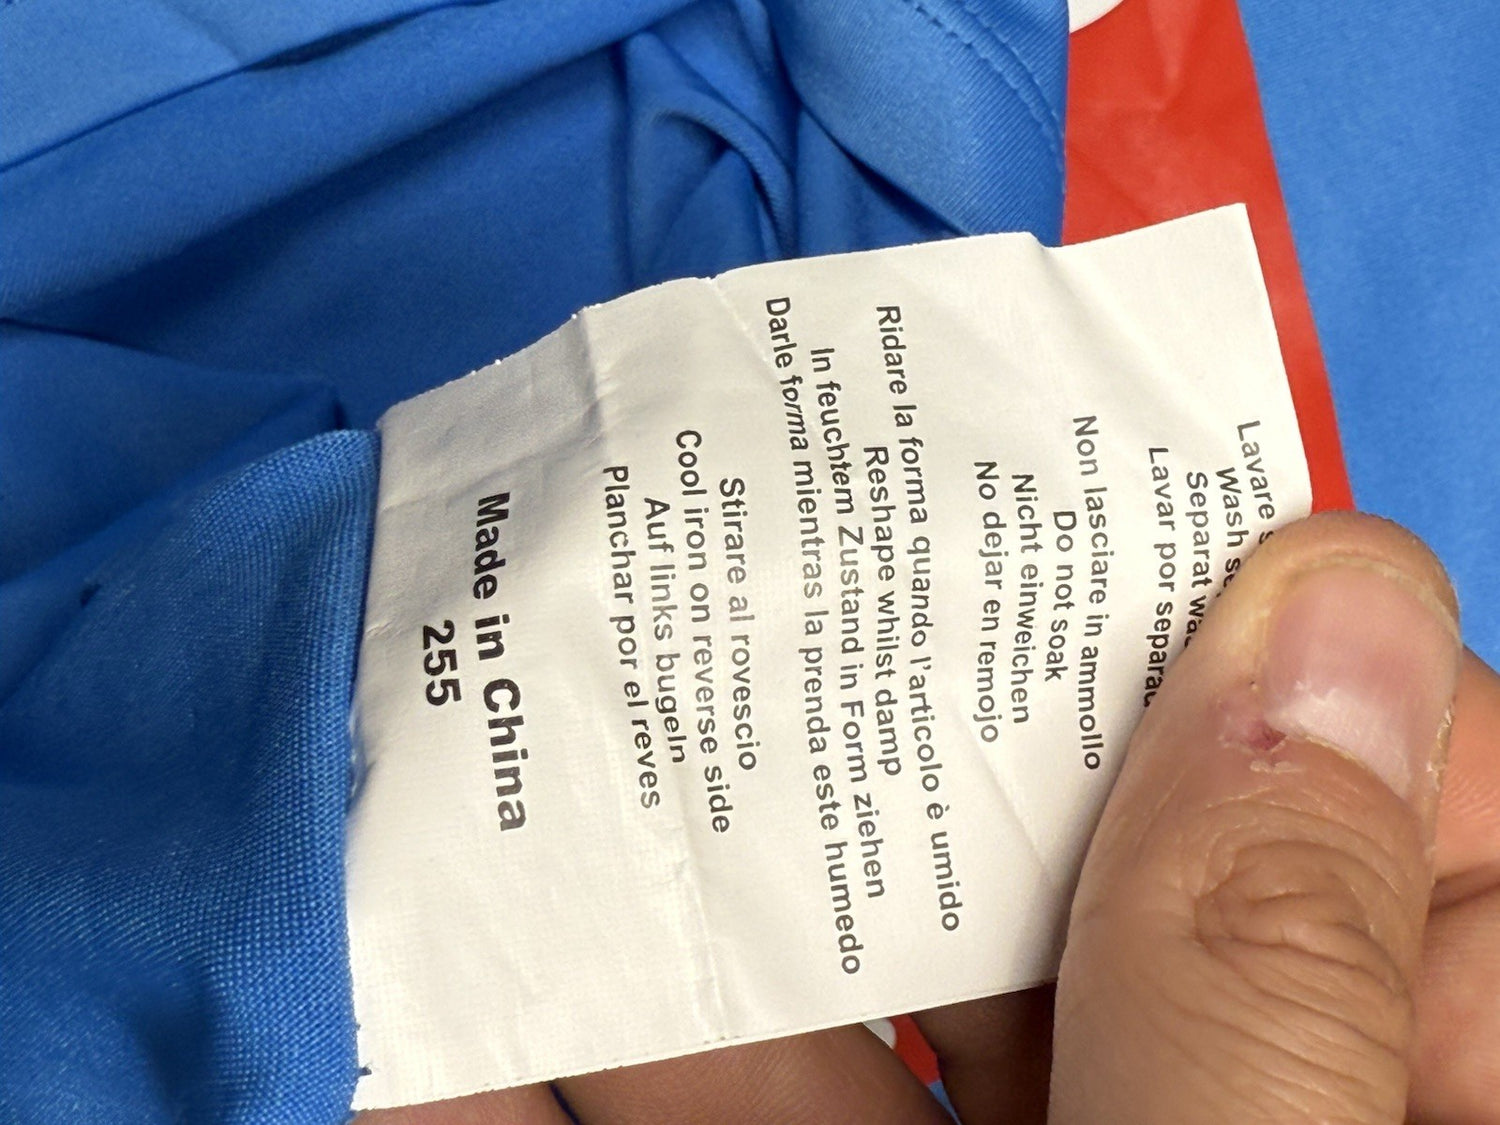 Lavare
Wash
Separat
Lavar por
Non lasciare in ammollo
Do not soak
Nicht einweichen
No dejar en remojo
Ridare la forma quando l'articolo è umido
Reshape whilst damp
In feuchtem Zustand in Form ziehen
Darle forma mientras la prenda este humedo
Stirare al rovescio
Cool iron on reverse side
Auf links bugeln
Planchar por el reves
Made in China
255